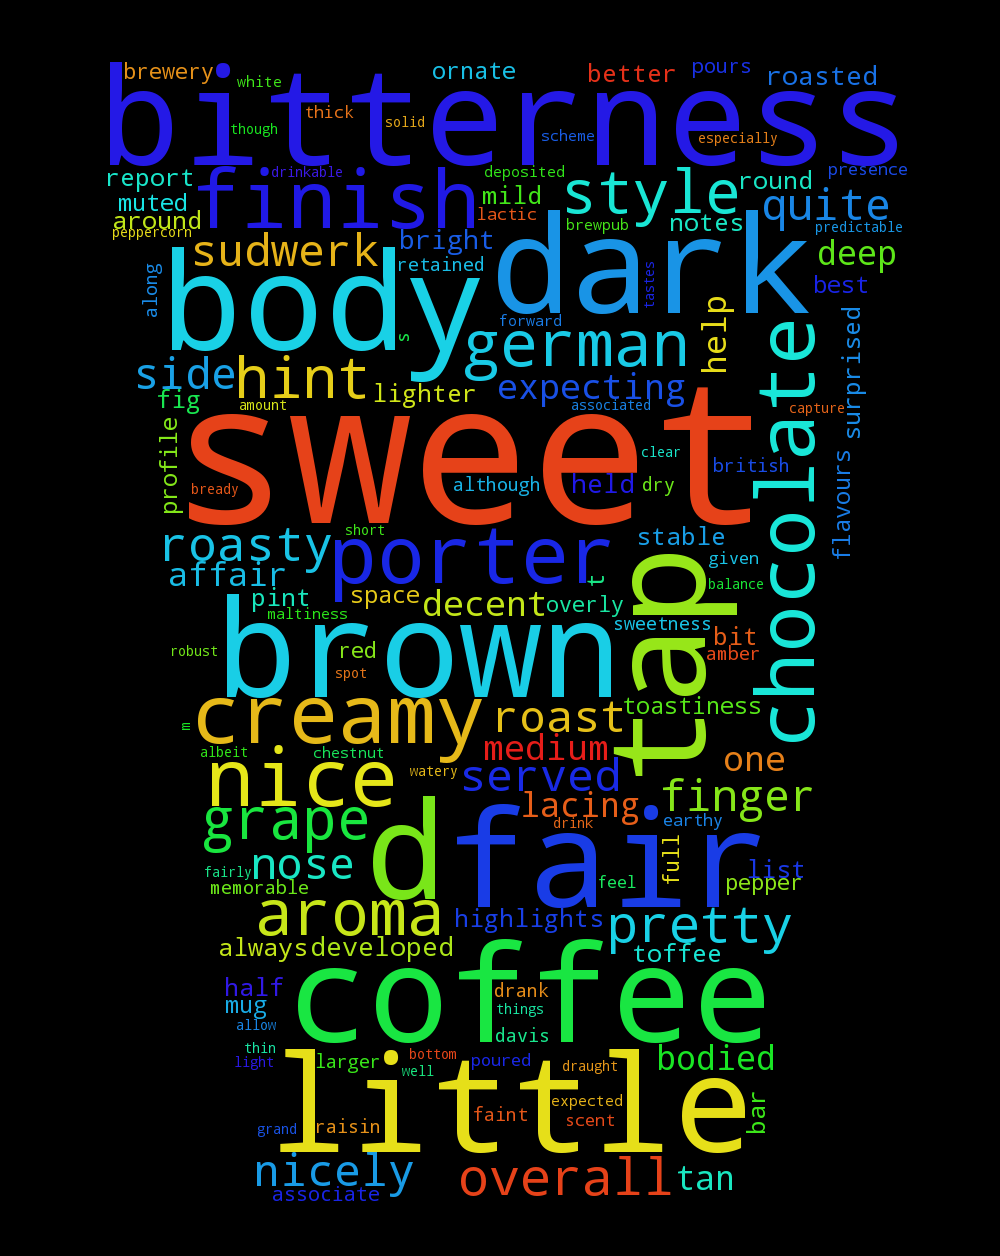 brewery
white
ornate
better
pours
roasted
bitterness
thick
solid
though
scheme
especially
report
drinkable
deposited
presence
finish
mild
style
round
muted
lactic
quite
around
brewpub
notes
predictable
peppercorn
sudwerk
bright
dark
deep
retained
along
body
tastes
best
forward
s
german
help
surprised
side
hint
lighter
expecting
chocolate
fig
amount
associated
capture
sweet
profile
clear
british
bready
although
held
dry
flavours
short
roasty
porter
stable
given
affair
t
balance
pint
space
decent
overly
tap
maltiness
sweetness
brown
bit
robust
red
amber
spot
creamy
roast
toastiness
m
albeit
chestnut
medium
one
nice
watery
served
finger
grape
lacing
drink
earthy
d
fair
nose
fairly
full
list
memorable
feel
pepper
aroma
highlights
pretty
always
developed
toffee
coffee
half
drank
mug
things
allow
davis
thin
light
larger
bottom
well
poured
draught
bodied
little
expected
bar
faint
scent
grand
raisin
nicely
overall
tan
associate